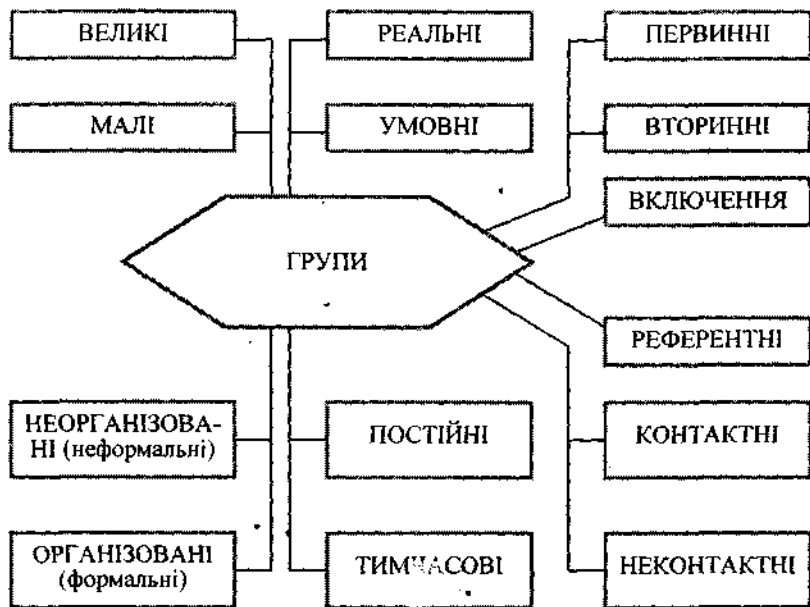 ВЕЛИКІ
РЕАЛЬНІ
ПЕРВИННІ
МАЛІ
УМОВНІ
ВТОРИННІ
ВКЛЮЧЕННЯ
ГРУПИ
РЕФЕРЕНТНІ
НЕОРГАНІЗОВА-
НІ (неформальні)
ПОСТІЙНІ
КОНТАКТНІ
ОРГАНІЗОВАНІ
(формальні)
ТИМЧАСОВІ
НЕКОНТАКТНІ